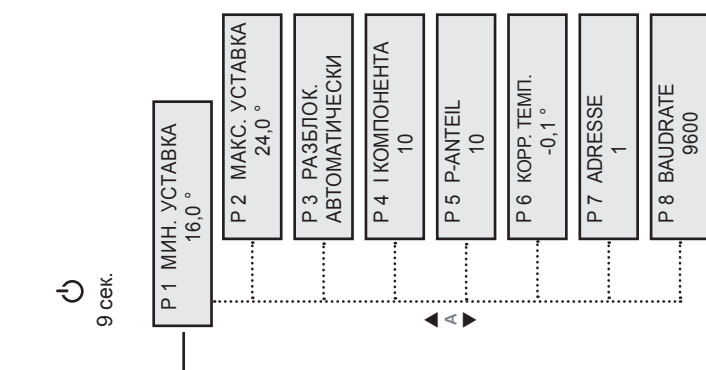 9 сек.
P 1 МИН. УСТАВКА
16,0 °
P 2 МАКС. УСТАВКА
24,0 °
P 3 РАЗБЛОК.
АВТОМАТИЧЕСКИ
P 4 I КОМПОНЕНТА
10
P 5 P-ANTEIL
10
P 6 КОРР. ТЕМП.
-0,1 °
P 7 ADRESSE
1
P 8 BAUDRATE
9600
A